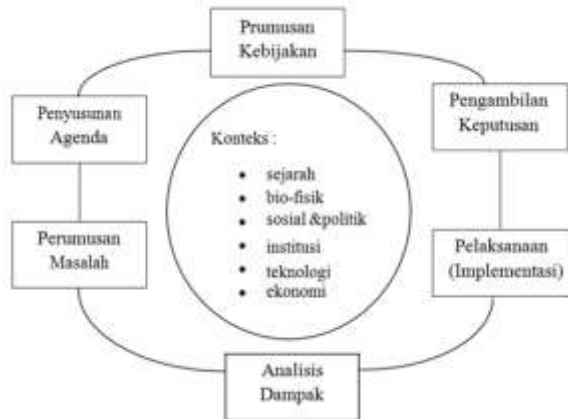 Prumusan
Kebijakan
Penyusunan
Agenda
Pengambilan
Keputusan
Konteks :
• sejarah
• bio-fisik
• sosial &politik
• institusi
• teknologi
• ekonomi
Perumusan
Masalah
Pelaksanaan
(Implementasi)
Analisis
Dampak